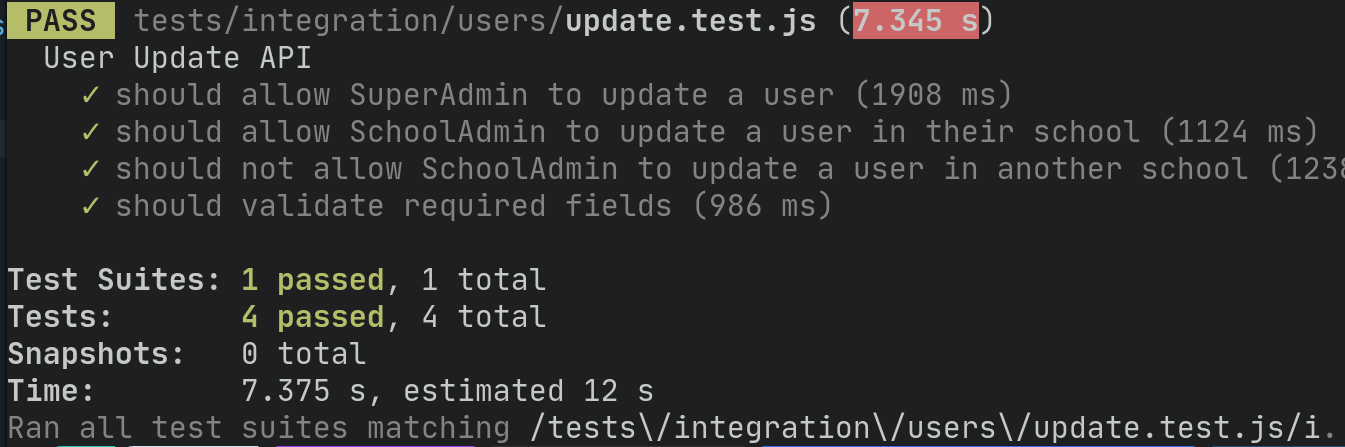 PASS tests/integration/users/update.test.js (7.345 s)
User Update API
✓ should allow SuperAdmin to update a user (1908 ms)
✓ should allow SchoolAdmin to update a user in their school (1124 ms)
✓ should not allow SchoolAdmin to update a user in another school (1238
✓ should validate required fields (986 ms)
Test Suites: 1 passed, 1 total
Tests: 4 passed, 4 total
Snapshots: 0 total
Time: 7.375 s, estimated 12 s
Ran all test suites matching /tests\/integration\/users\/update.test.js/i.